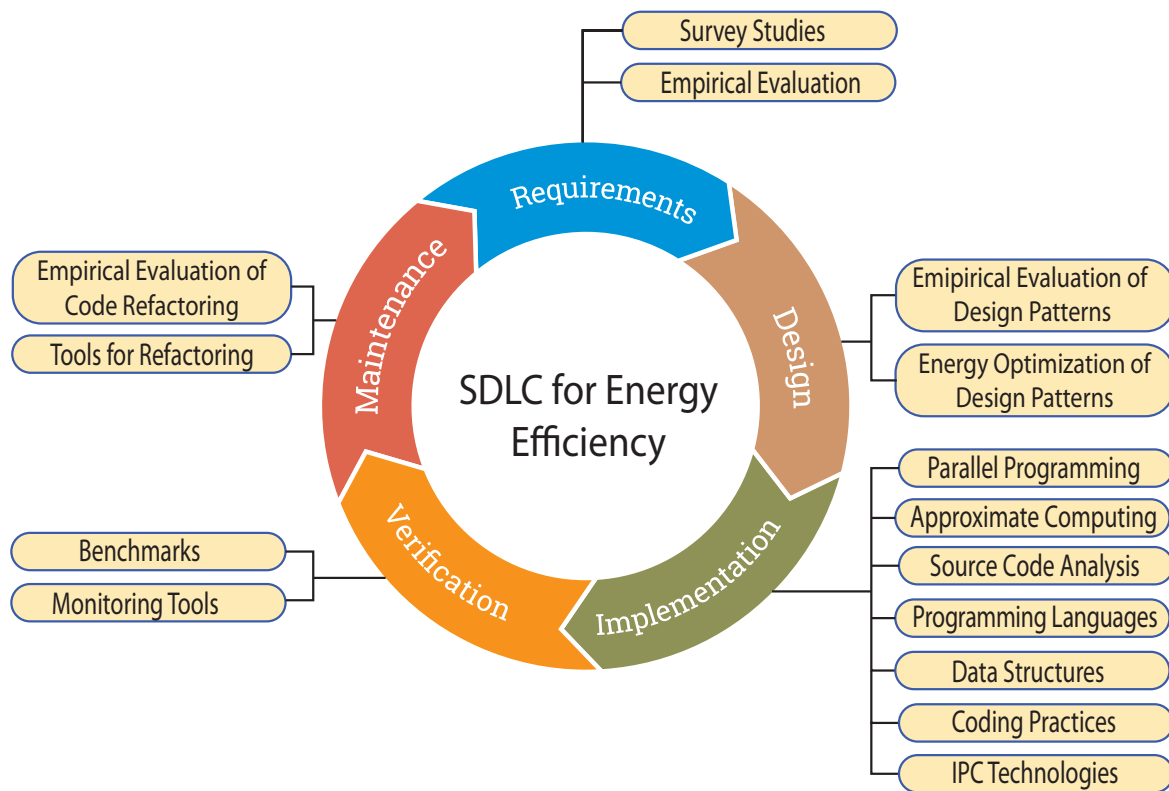 Survey Studies
Empirical Evaluation
Requirements
Empirical Evaluation of
Code Refactoring
Tools for Refactoring
Maintenance
Design
Emipirical Evaluation of
Design Patterns
Energy Optimization of
Design Patterns
SDLC for Energy
Efficiency
Parallel Programming
Approximate Computing
Source Code Analysis
Programming Languages
Data Structures
Coding Practices
IPC Technologies
Implementation
Verification
Benchmarks
Monitoring Tools